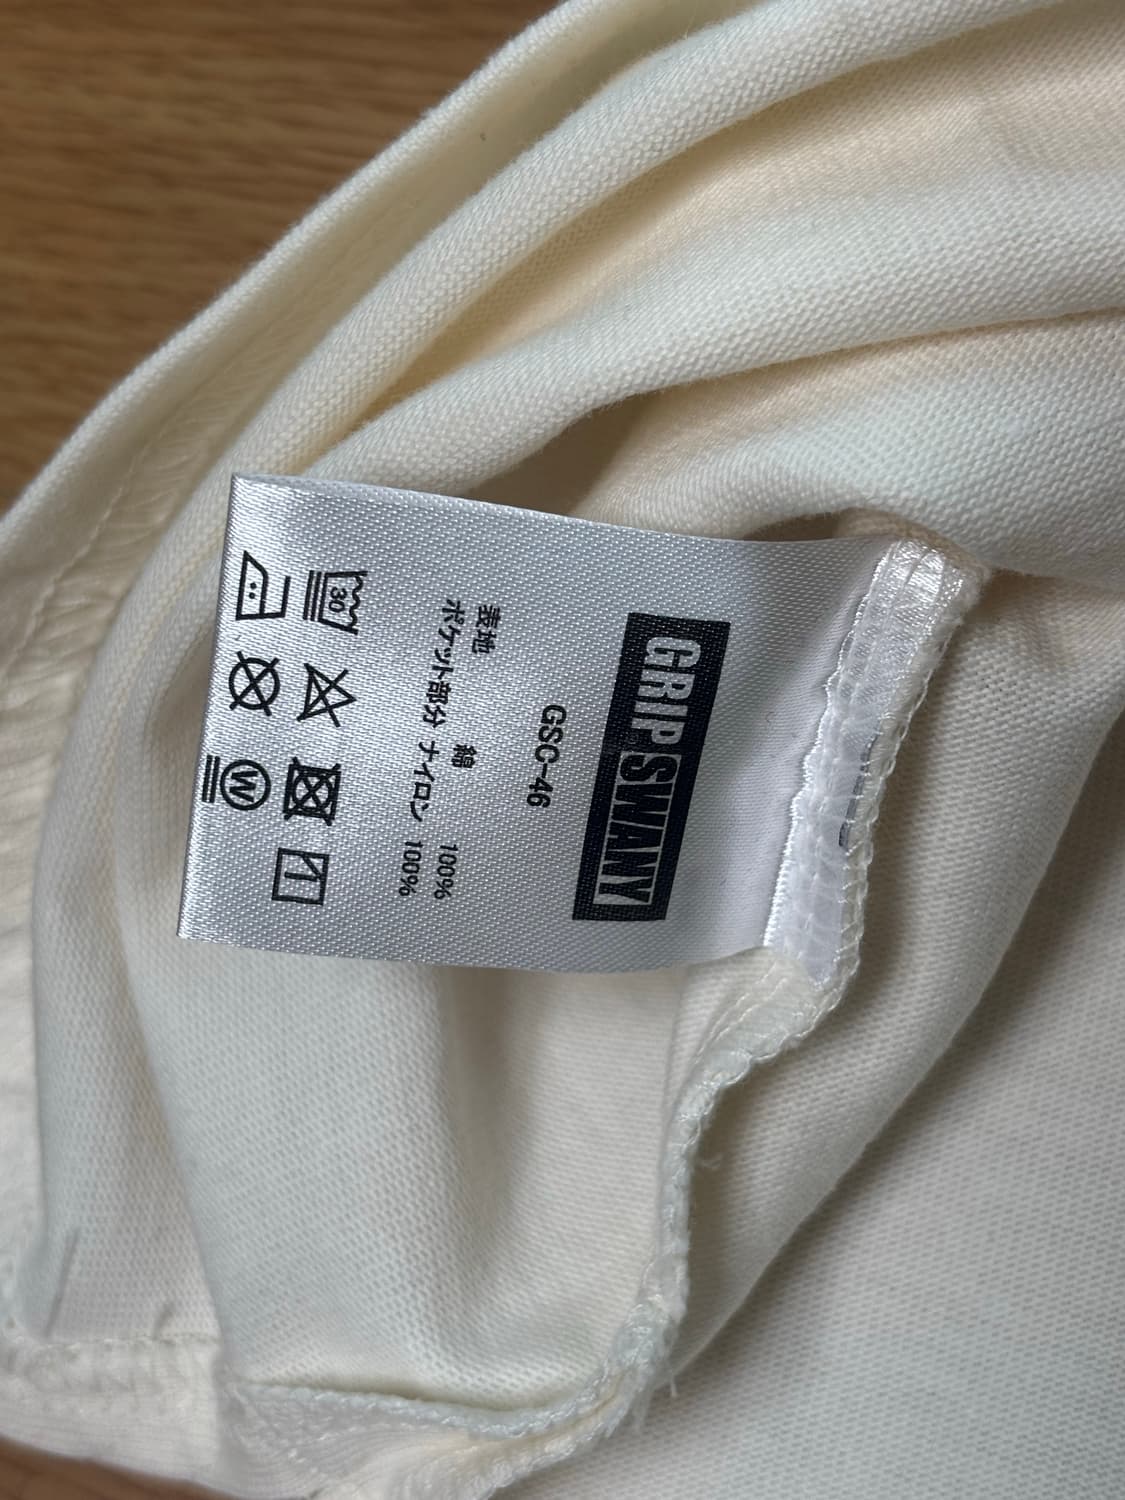 GRIP SWANY
GSC-46
表地 綿 100%
ポケット部分 ナイロン 100%
30
W